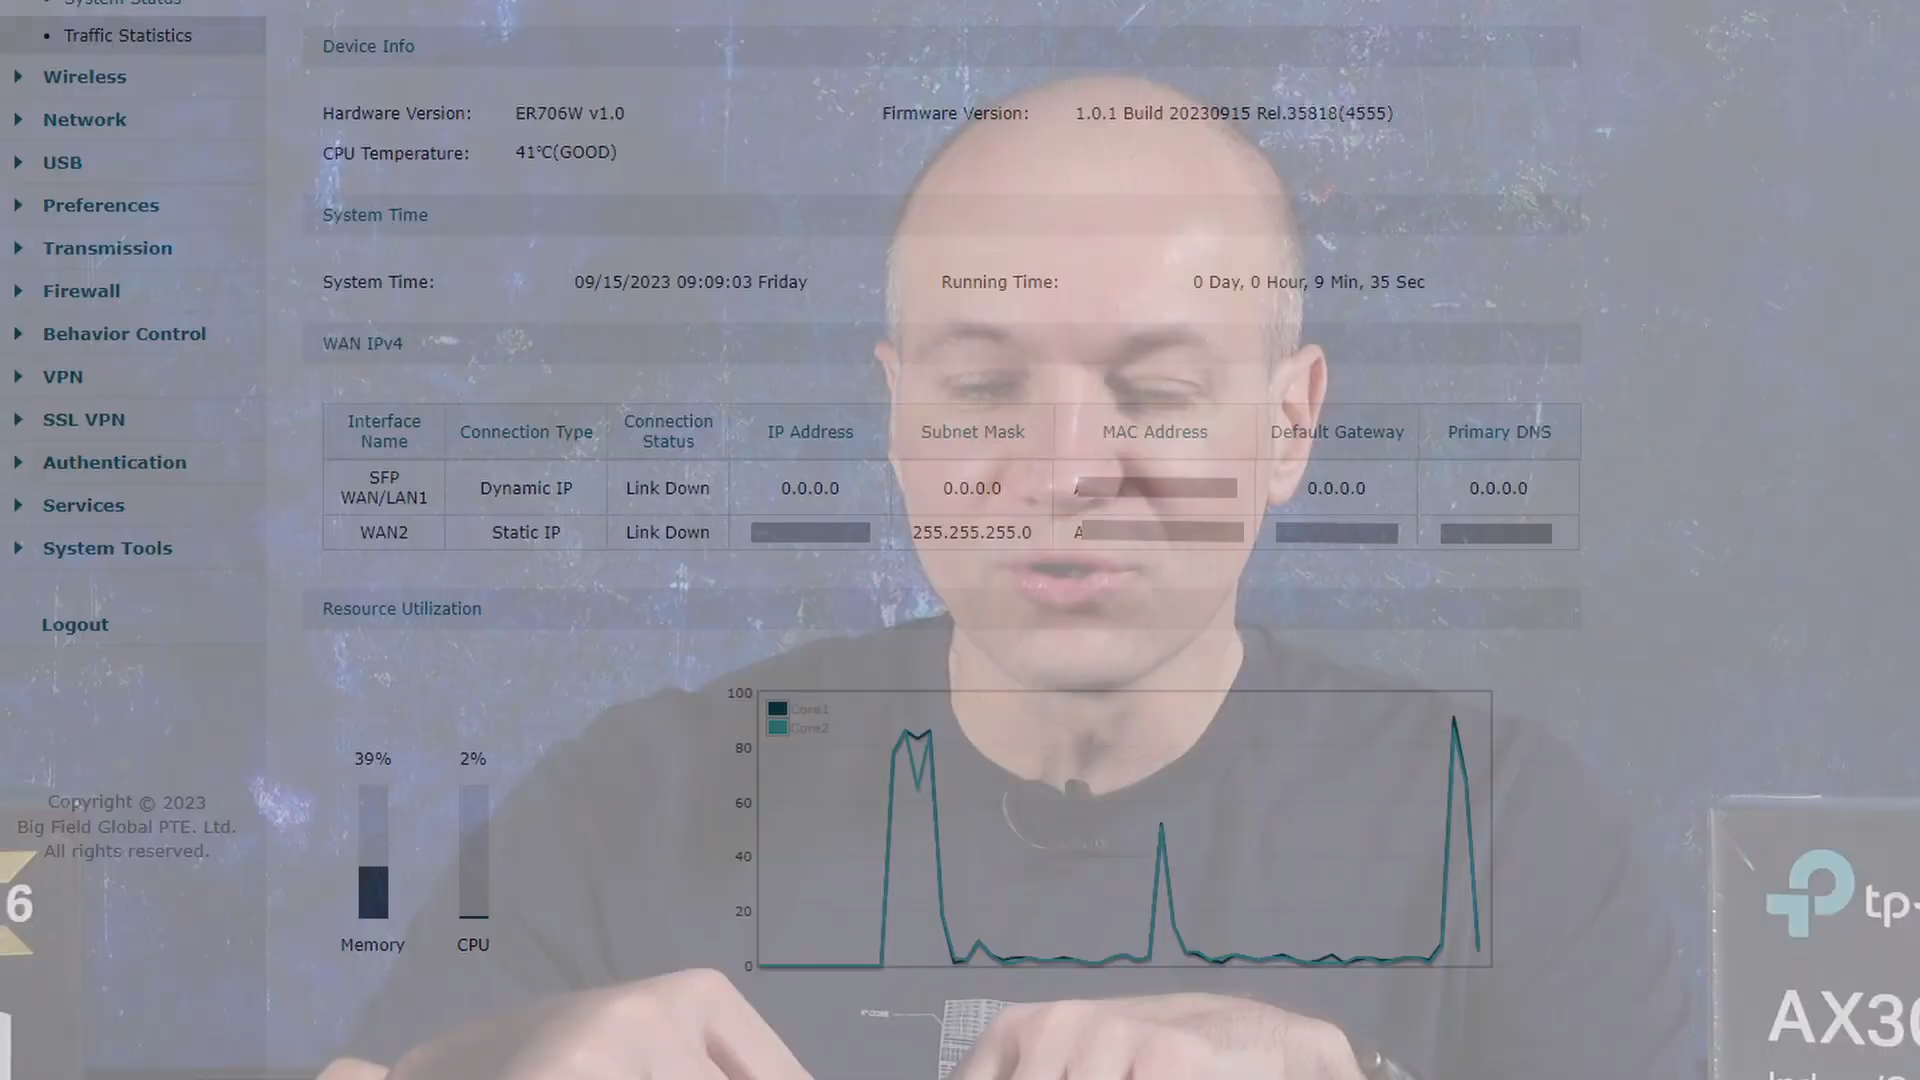 System Status
Traffic Statistics
Wireless
Network
USB
Preferences
Transmission
Firewall
Behavior Control
VPN
SSL VPN
Authentication
Services
System Tools
Logout
Copyright © 2023
Big Field Global PTE. Ltd.
All rights reserved.
Device Info
Hardware Version: ER706W v1.0 Firmware Version: 1.0.1 Build 20230915 Rel.35818(4555)
CPU Temperature: 41℃(GOOD)
System Time
System Time: 09/15/2023 09:09:03 Friday Running Time: 0 Day, 0 Hour, 9 Min, 35 Sec
WAN IPv4
Interface Name Connection Type Connection Status IP Address Subnet Mask MAC Address Default Gateway Primary DNS
SFP WAN/LAN1 Dynamic IP Link Down 0.0.0.0 0.0.0.0 A 0.0.0.0 0.0.0.0
WAN2 Static IP Link Down 255.255.255.0 A
Resource Utilization
39% 2%
Memory CPU
100
80
60
40
20
0
Core1
Core2
6
tp-
AX30